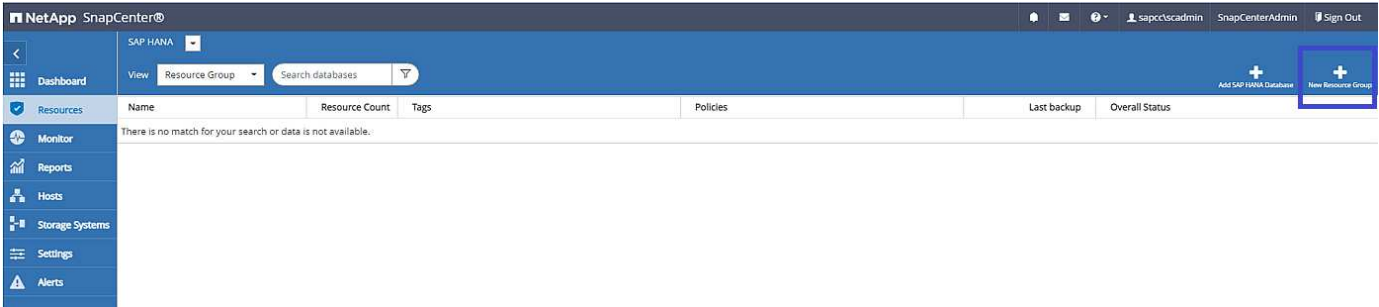 NetApp SnapCenter®
sapcc\scadmin SnapCenterAdmin Sign Out
SAP HANA
Dashboard
View Resource Group Search databases
Add SAP HANA Database New Resource Group
Resources
Name Resource Count Tags Policies Last backup Overall Status
There is no match for your search or data is not available.
Monitor
Reports
Hosts
Storage Systems
Settings
Alerts